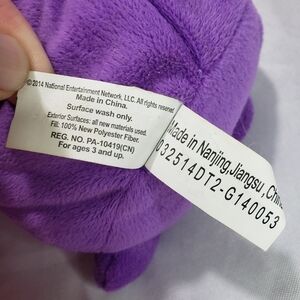 ©2014 National Entertainment Network, LLC. All rights reserved.
Made in China.
Surface wash only.
Exterior Surfaces: all new materials used.
Fill: 100% New Polyester Fiber.
REG. NO. PA-10419(CN)
For ages 3 and up.
Made in Nanjing,Jiangsu, Chi
032514DT2-G140053